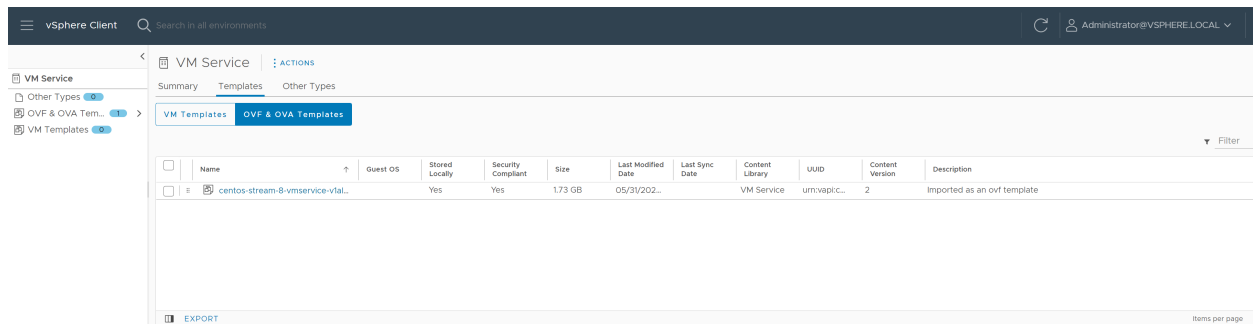 vSphere Client Search in all environments Administrator@VSPHERE.LOCAL
VM Service
Other Types 0
OVF & OVA Tem... 1
VM Templates 0
VM Service ACTIONS
Summary Templates Other Types
VM Templates OVF & OVA Templates
Filter
Name Guest OS Stored Locally Security Compliant Size Last Modified Date Last Sync Date Content Library UUID Content Version Description
centos-stream-8-vmservice-v1al... Yes Yes 1.73 GB 05/31/202... VM Service urn:vapi:c... 2 Imported as an ovf template
EXPORT Items per page